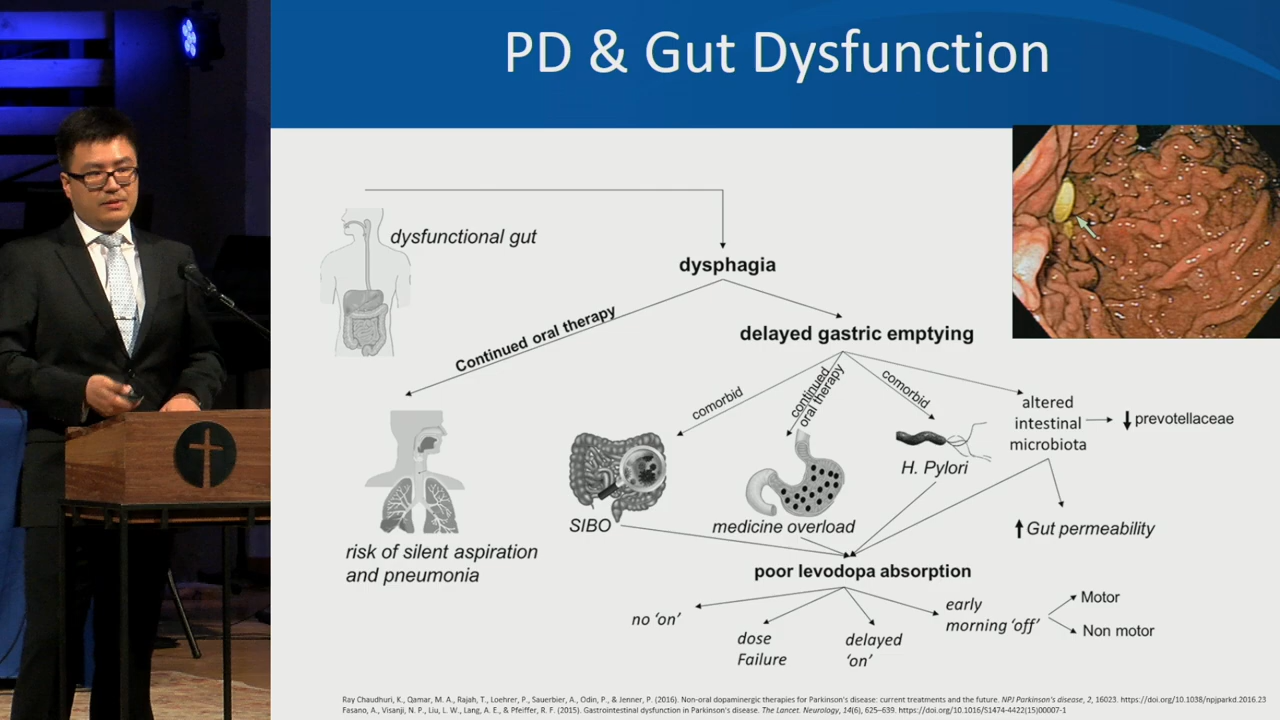 PD & Gut Dysfunction
dysfunctional gut
dysphagia
Continued oral therapy
delayed gastric emptying
comorbid
continued
oral therapy
comorbid
altered
intestinal
microbiota
prevotellaceae
H. Pylori
SIBO
medicine overload
Gut permeability
risk of silent aspiration
and pneumonia
poor levodopa absorption
no ‘on’
dose
Failure
delayed
‘on’
early
morning ‘off’
Motor
Non motor
Ray Chaudhuri, K., Qamar, M. A., Rajah, T., Loehrer, P., Sauerbier, A., Odin, P., & Jenner, P. (2016). Non-oral dopaminergic therapies for Parkinson's disease: current treatments and the future. NPJ Parkinson's disease, 2, 16023. https://doi.org/10.1038/npjparkd.2016.23
Fasano, A., Visanji, N. P., Liu, L. W., Lang, A. E., & Pfeiffer, R. F. (2015). Gastrointestinal dysfunction in Parkinson's disease. The Lancet. Neurology, 14(6), 625–639. https://doi.org/10.1016/S1474-4422(15)00007-1